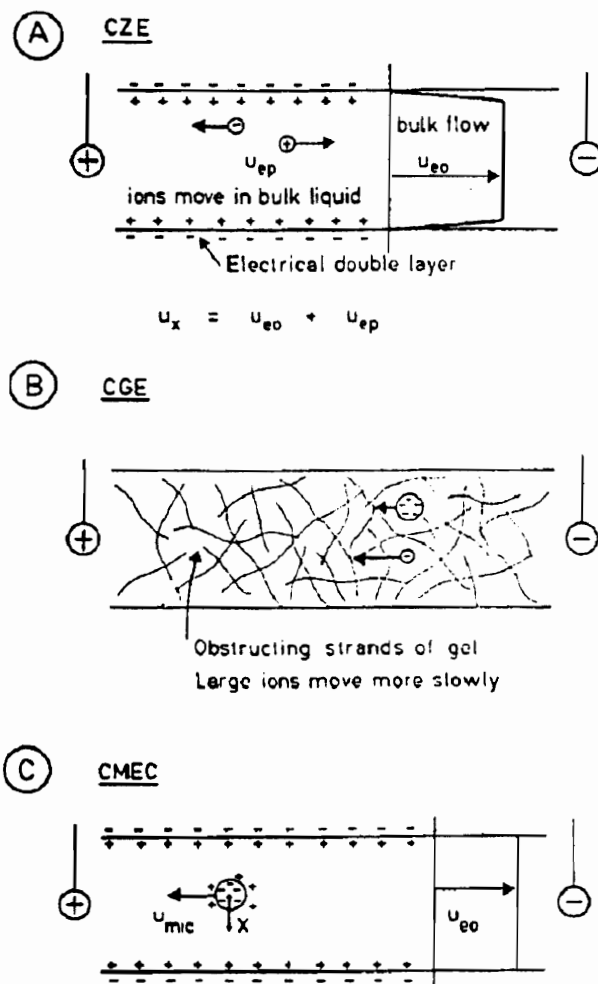 A CZE
- - - - - - - - -
+ + + + + + + + +
- bulk flow
+ + -
u_ep u_eo
ions move in bulk liquid
+ + + + + + + + +
- - - - - - - - -
Electrical double layer
u_x = u_eo + u_ep
B CGE
+ - -
Obstructing strands of gel
Large ions move more slowly
C CMEC
+ -
u_mic X u_eo